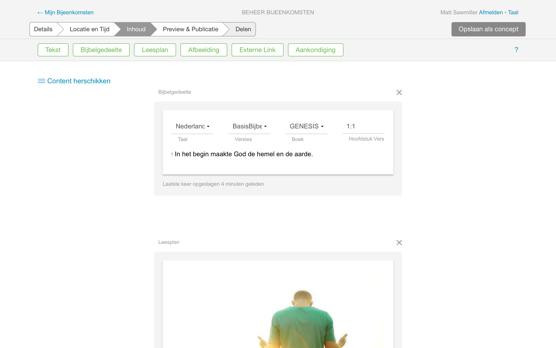 ← Mijn Bijeenkomsten
BEHEER BIJEENKOMSTEN
Matt Sawmiller Afmelden - Taal
Details
Locatie en Tijd
Inhoud
Preview & Publicatie
Delen
Opslaan als concept
Tekst
Bijbelgedeelte
Leesplan
Afbeelding
Externe Link
Aankondiging
?
Content herschikken
Bijbelgedeelte
Nederlanc
BasisBijbe
GENESIS
1:1
Taal
Versies
Boek
Hoofdstuk:Vers
1 In het begin maakte God de hemel en de aarde.
Laatste keer opgeslagen 4 minuten geleden
Leesplan